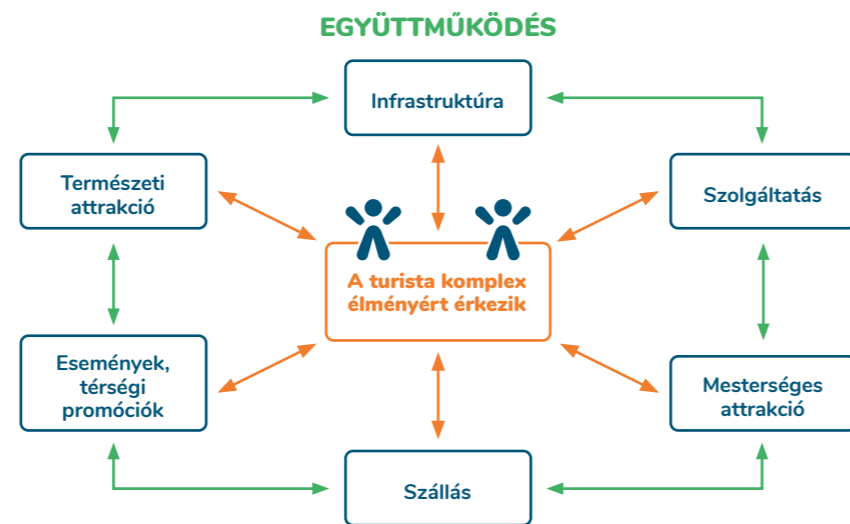 EGYÜTTMŰKÖDÉS
Infrastruktúra
Természeti
attrakció
Szolgáltatás
A turista komplex
élményért érkezik
Események,
térségi
promóciók
Mesterséges
attrakció
Szállás